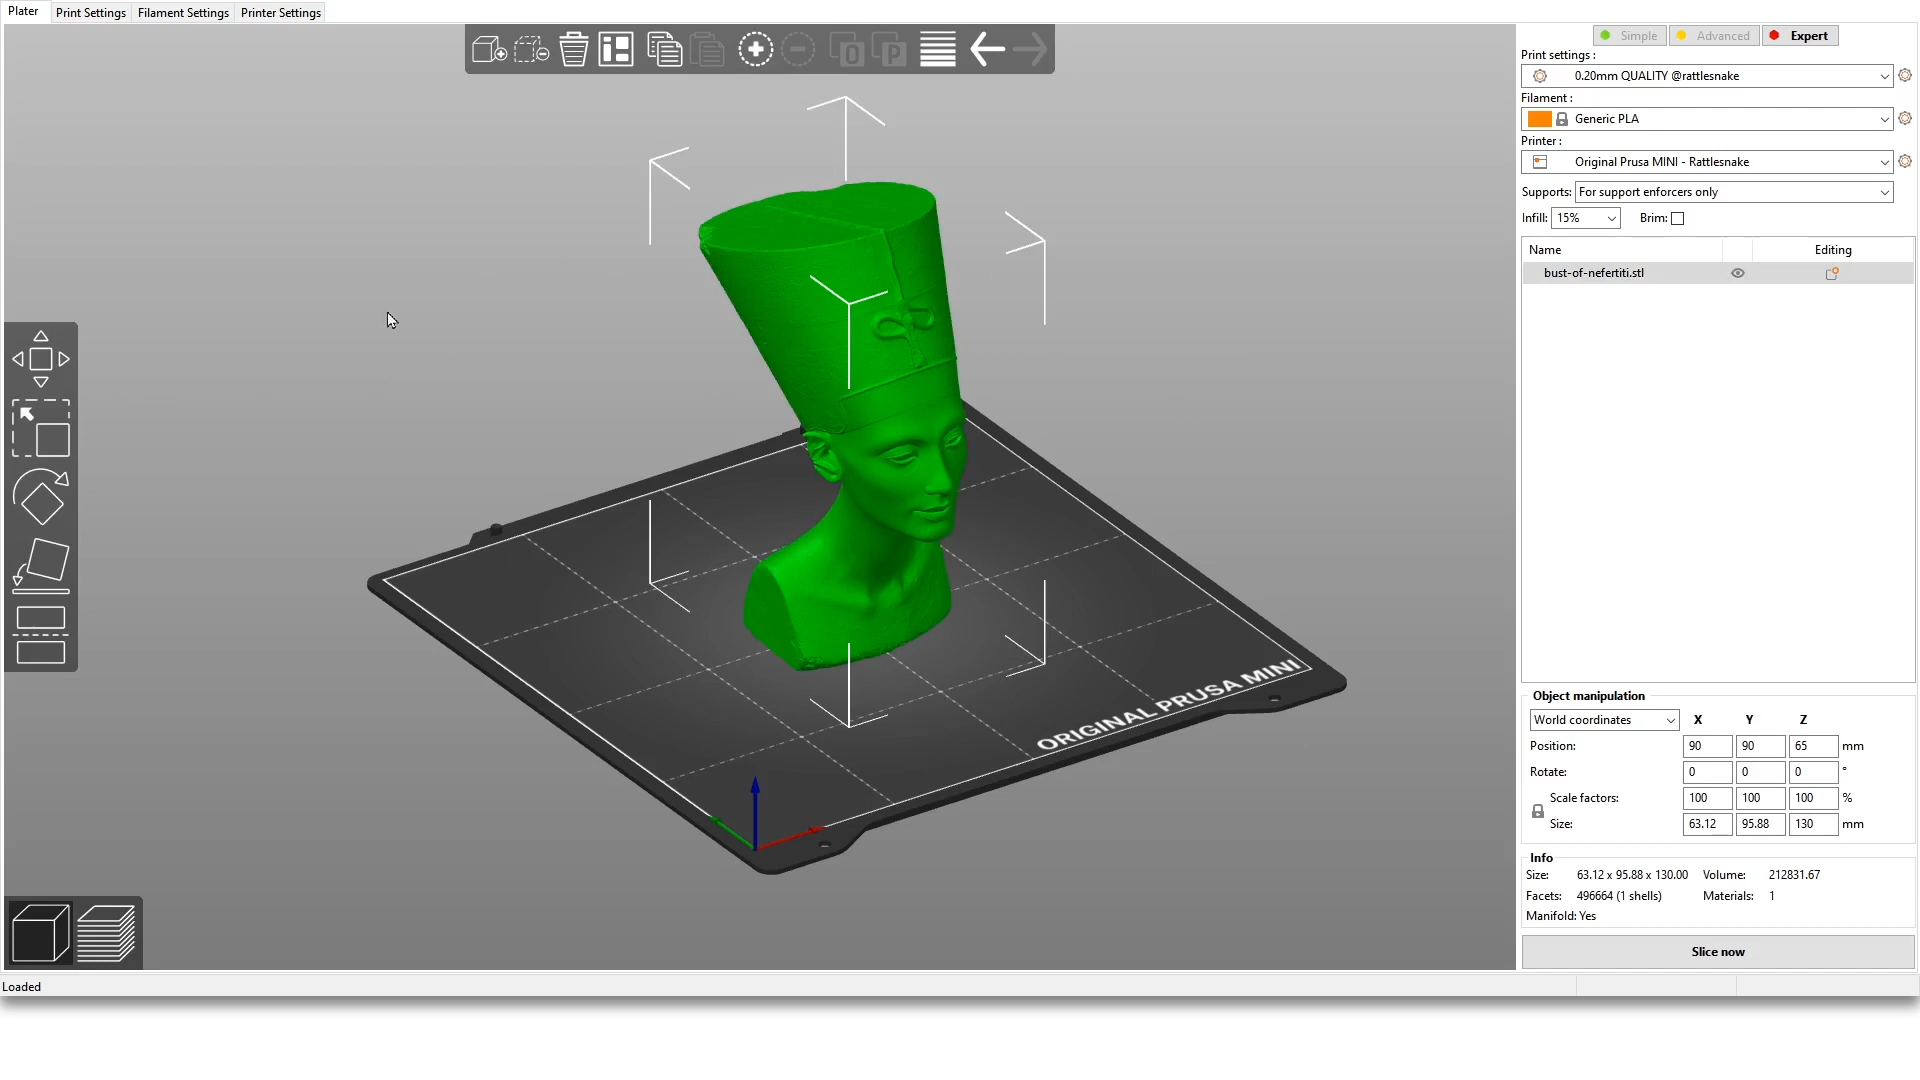 Plater Print Settings Filament Settings Printer Settings
Simple Advanced Expert
Print settings :
0.20mm QUALITY @rattlesnake
Filament :
Generic PLA
Printer :
Original Prusa MINI - Rattlesnake
Supports: For support enforcers only
Infill: 15% Brim:
Name Editing
bust-of-nefertiti.stl
ORIGINAL PRUSA MINI
Object manipulation
World coordinates X Y Z
Position: 90 90 65 mm
Rotate: 0 0 0 °
Scale factors: 100 100 100 %
Size: 63.12 95.88 130 mm
Info
Size: 63.12 x 95.88 x 130.00 Volume: 212831.67
Facets: 496664 (1 shells) Materials: 1
Manifold: Yes
Slice now
Loaded